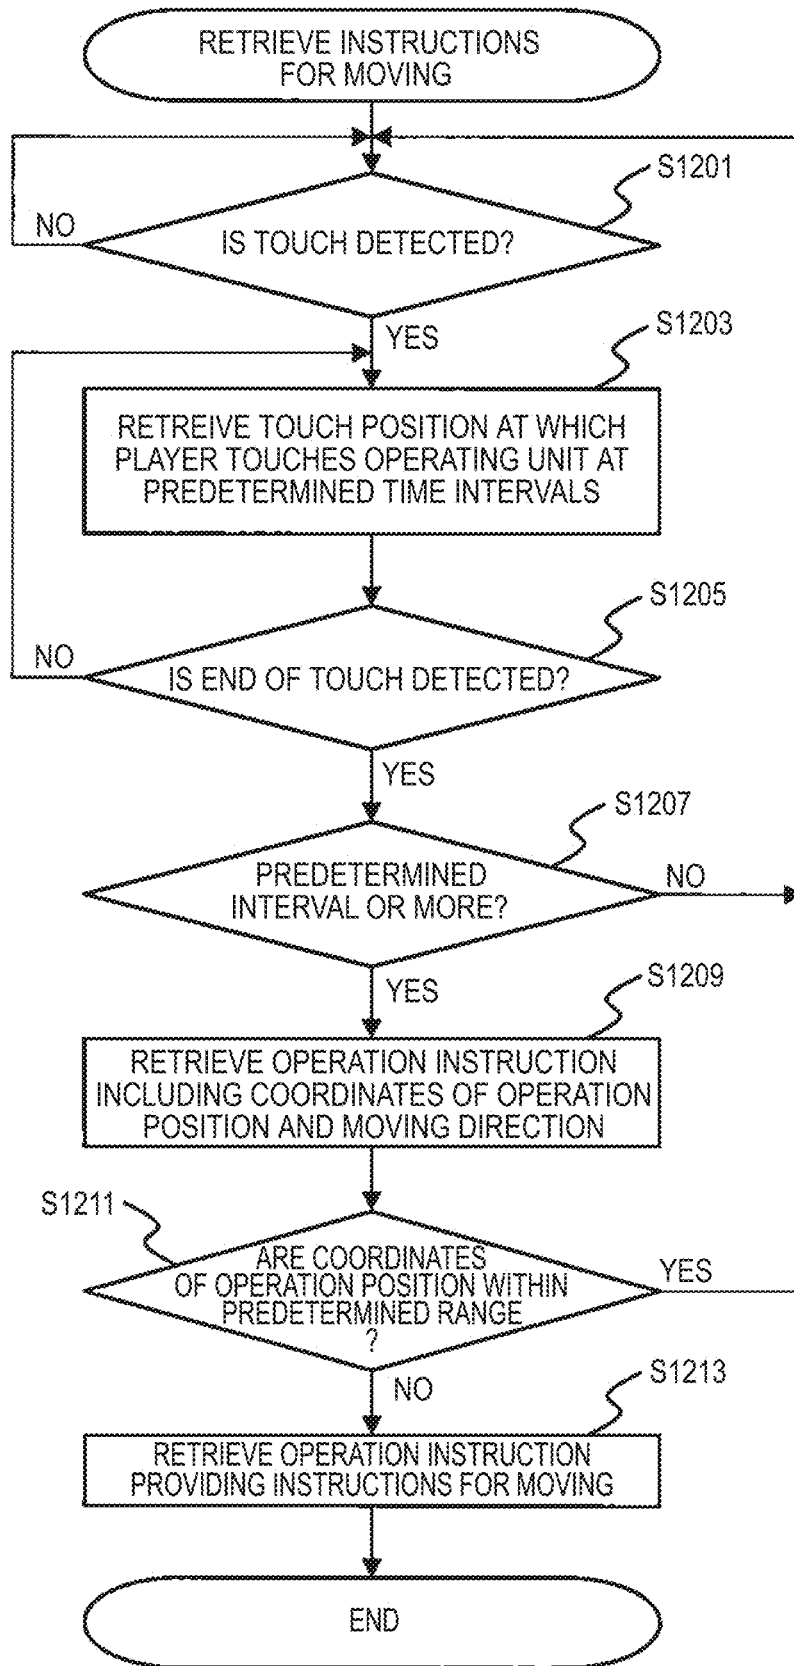 RETRIEVE INSTRUCTIONS
FOR MOVING
S1201
NO
IS TOUCH DETECTED?
YES
S1203
RETREIVE TOUCH POSITION AT WHICH
PLAYER TOUCHES OPERATING UNIT AT
PREDETERMINED TIME INTERVALS
S1205
NO
IS END OF TOUCH DETECTED?
YES
S1207
PREDETERMINED
INTERVAL OR MORE?
NO
YES
S1209
RETRIEVE OPERATION INSTRUCTION
INCLUDING COORDINATES OF OPERATION
POSITION AND MOVING DIRECTION
S1211
ARE COORDINATES
OF OPERATION POSITION WITHIN
PREDETERMINED RANGE
?
YES
NO
S1213
RETRIEVE OPERATION INSTRUCTION
PROVIDING INSTRUCTIONS FOR MOVING
END